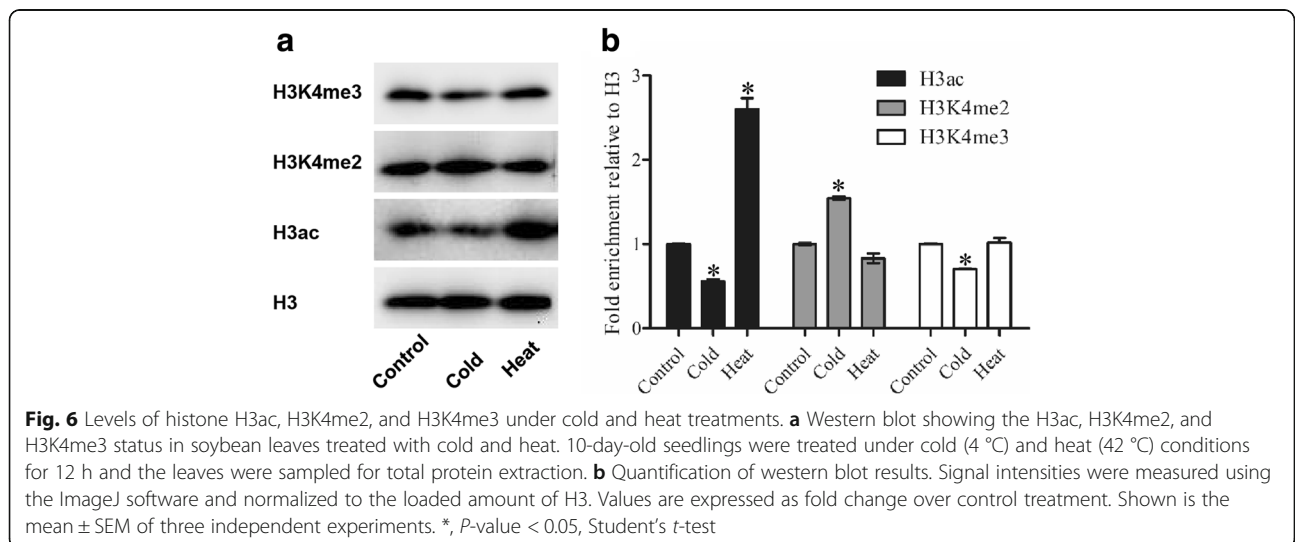 a
H3K4me3
H3K4me2
H3ac
H3
Control
Cold
Heat
b
Fold enrichment relative to H3
3
2
1
0
*
*
*
*
H3ac
H3K4me2
H3K4me3
Control
Cold
Heat
Control
Cold
Heat
Control
Cold
Heat
Fig. 6 Levels of histone H3ac, H3K4me2, and H3K4me3 under cold and heat treatments. a Western blot showing the H3ac, H3K4me2, and
H3K4me3 status in soybean leaves treated with cold and heat. 10-day-old seedlings were treated under cold (4 °C) and heat (42 °C) conditions
for 12 h and the leaves were sampled for total protein extraction. b Quantification of western blot results. Signal intensities were measured using
the ImageJ software and normalized to the loaded amount of H3. Values are expressed as fold change over control treatment. Shown is the
mean ± SEM of three independent experiments. *, P-value < 0.05, Student’s t-test